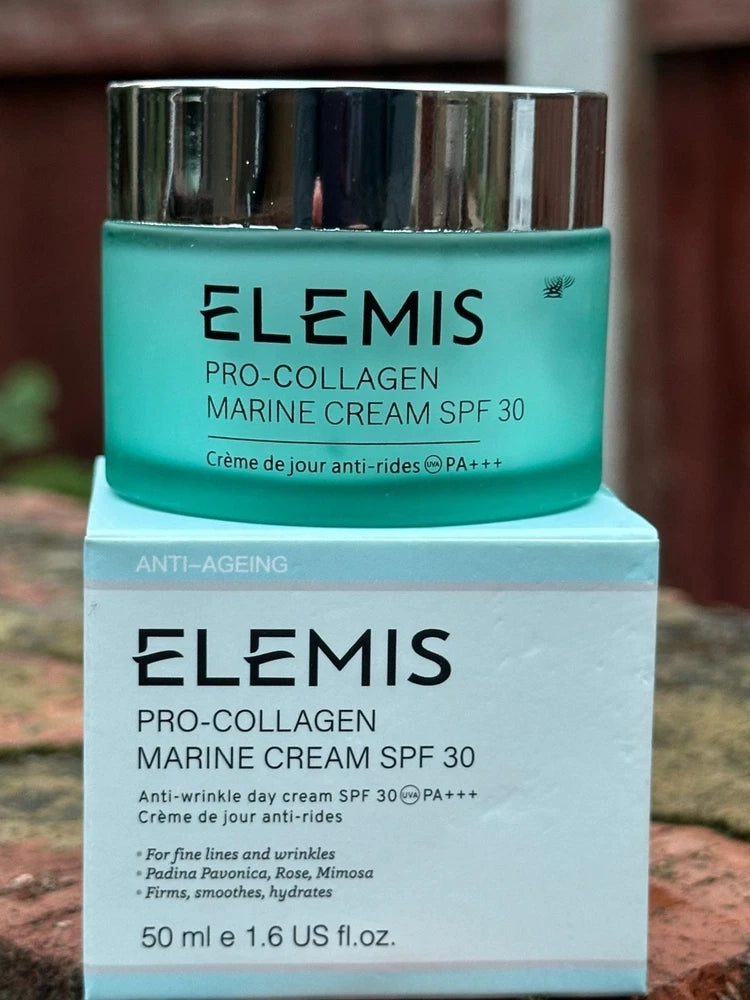 ELEMIS
PRO-COLLAGEN
MARINE CREAM SPF 30
Crème de jour anti-rides UVA PA+++
ANTI-AGEING
ELEMIS
PRO-COLLAGEN
MARINE CREAM SPF 30
Anti-wrinkle day cream SPF 30 UVA PA+++
Crème de jour anti-rides
• For fine lines and wrinkles
• Padina Pavonica, Rose, Mimosa
• Firms, smoothes, hydrates
50 ml e 1.6 US fl.oz.